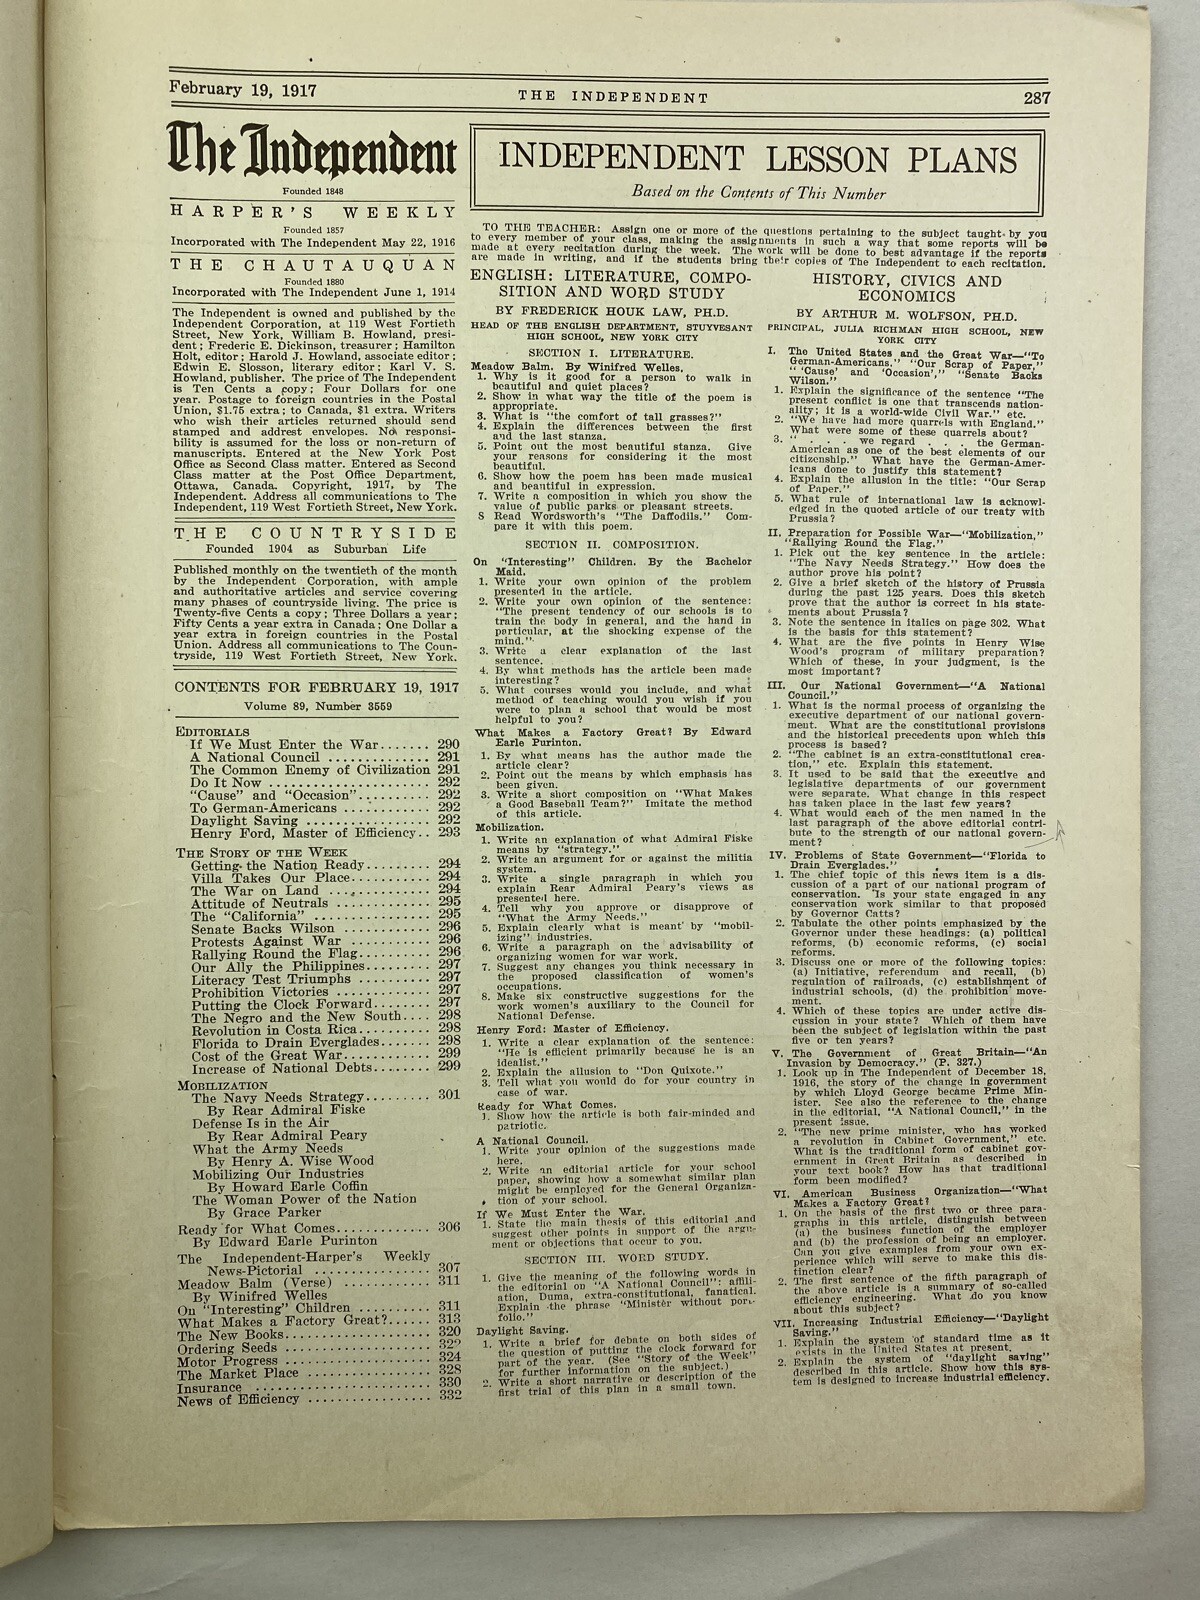 February 19, 1917
THE INDEPENDENT
287
The Independent
Founded 1848
HARPER'S WEEKLY
Founded 1857
Incorporated with The Independent May 22, 1916
THE CHAUTAUQUAN
Founded 1880
Incorporated with The Independent June 1, 1914
The Independent is owned and published by the
Independent Corporation, at 119 West Fortieth
Street, New York, William B. Howland, presi-
dent; Frederic E. Dickinson, treasurer; Hamilton
Holt, editor; Harold J. Howland, associate editor;
Edwin E. Slosson, literary editor; Karl V. S.
Howland, publisher. The price of The Independent
is Ten Cents a copy; Four Dollars for one
year. Postage to foreign countries in the Postal
Union, $1.75 extra; to Canada, $1 extra. Writers
who wish their articles returned should send
stamped and addrest envelopes. No responsi-
bility is assumed for the loss or non-return of
manuscripts. Entered at the New York Post
Office as Second Class matter. Entered as Second
Class matter at the Post Office Department,
Ottawa, Canada. Copyright, 1917, by The
Independent. Address all communications to The
Independent, 119 West Fortieth Street, New York.
THE COUNTRYSIDE
Founded 1904 as Suburban Life
Published monthly on the twentieth of the month
by the Independent Corporation, with ample
and authoritative articles and service covering
many phases of countryside living. The price is
Twenty-five Cents a copy; Three Dollars a year;
Fifty Cents a year extra in Canada; One Dollar a
year extra in foreign countries in the Postal
Union. Address all communications to The Coun-
tryside, 119 West Fortieth Street, New York.
CONTENTS FOR FEBRUARY 19, 1917
Volume 89, Number 3559
EDITORIALS
If We Must Enter the War....... 290
A National Council .............. 291
The Common Enemy of Civilization 291
Do It Now ...................... 292
"Cause" and "Occasion".......... 292
To German-Americans ............ 292
Daylight Saving ................. 292
Henry Ford, Master of Efficiency.. 293
THE STORY OF THE WEEK
Getting the Nation Ready......... 294
Villa Takes Our Place............ 294
The War on Land ................ 294
Attitude of Neutrals ............. 295
The "California" ................ 295
Senate Backs Wilson ............ 296
Protests Against War ........... 296
Rallying Round the Flag.......... 296
Our Ally the Philippines.......... 297
Literacy Test Triumphs .......... 297
Prohibition Victories ............. 297
Putting the Clock Forward........ 297
The Negro and the New South.... 298
Revolution in Costa Rica.......... 298
Florida to Drain Everglades....... 298
Cost of the Great War............ 299
Increase of National Debts........ 299
MOBILIZATION
The Navy Needs Strategy......... 301
By Rear Admiral Fiske
Defense Is in the Air
By Rear Admiral Peary
What the Army Needs
By Henry A. Wise Wood
Mobilizing Our Industries
By Howard Earle Coffin
The Woman Power of the Nation
By Grace Parker
Ready for What Comes............. 306
By Edward Earle Purinton
The Independent-Harper's Weekly
News-Pictorial ................. 307
Meadow Balm (Verse) ............ 311
By Winifred Welles
On "Interesting" Children .......... 311
What Makes a Factory Great?...... 313
The New Books.................... 320
Ordering Seeds .................... 322
Motor Progress .................... 324
The Market Place .................. 328
Insurance ......................... 330
News of Efficiency ................. 332
INDEPENDENT LESSON PLANS
Based on the Contents of This Number
TO THE TEACHER: Assign one or more of the questions pertaining to the subject taught by you
to every member of your class, making the assignments in such a way that some reports will be
made at every recitation during the week. The work will be done to best advantage if the reports
are made in writing, and if the students bring their copies of The Independent to each recitation.
ENGLISH: LITERATURE, COMPO-
SITION AND WORD STUDY
BY FREDERICK HOUK LAW, PH.D.
HEAD OF THE ENGLISH DEPARTMENT, STUYVESANT
HIGH SCHOOL, NEW YORK CITY
SECTION I. LITERATURE.
Meadow Balm. By Winifred Welles.
1. Why is it good for a person to walk in
beautiful and quiet places?
2. Show in what way the title of the poem is
appropriate.
3. What is "the comfort of tall grasses?"
4. Explain the differences between the first
and the last stanza.
5. Point out the most beautiful stanza. Give
your reasons for considering it the most
beautiful.
6. Show how the poem has been made musical
and beautiful in expression.
7. Write a composition in which you show the
value of public parks or pleasant streets.
8 Read Wordsworth's "The Daffodils." Com-
pare it with this poem.
SECTION II. COMPOSITION.
On "Interesting" Children. By the Bachelor
Maid.
1. Write your own opinion of the problem
presented in the article.
2. Write your own opinion of the sentence:
"The present tendency of our schools is to
train the body in general, and the hand in
particular, at the shocking expense of the
mind."
3. Write a clear explanation of the last
sentence.
4. By what methods has the article been made
interesting?
5. What courses would you include, and what
method of teaching would you wish if you
were to plan a school that would be most
helpful to you?
What Makes a Factory Great? By Edward
Earle Purinton.
1. By what means has the author made the
article clear?
2. Point out the means by which emphasis has
been given.
3. Write a short composition on "What Makes
a Good Baseball Team?" Imitate the method
of this article.
Mobilization.
1. Write an explanation of what Admiral Fiske
means by "strategy."
2. Write an argument for or against the militia
system.
3. Write a single paragraph in which you
explain Rear Admiral Peary's views as
presented here.
4. Tell why you approve or disapprove of
"What the Army Needs."
5. Explain clearly what is meant by "mobil-
izing" industries.
6. Write a paragraph on the advisability of
organizing women for war work.
7. Suggest any changes you think necessary in
the proposed classification of women's
occupations.
8. Make six constructive suggestions for the
work women's auxiliary to the Council for
National Defense.
Henry Ford: Master of Efficiency.
1. Write a clear explanation of the sentence:
"He is efficient primarily because he is an
idealist."
2. Explain the allusion to "Don Quixote."
3. Tell what you would do for your country in
case of war.
Ready for What Comes.
1. Show how the article is both fair-minded and
patriotic.
A National Council.
1. Write your opinion of the suggestions made
here.
2. Write an editorial article for your school
paper, showing how a somewhat similar plan
might be employed for the General Organiza-
tion of your school.
If We Must Enter the War.
1. State the main thesis of this editorial and
suggest other points in support of the argu-
ment or objections that occur to you.
SECTION III. WORD STUDY.
1. Give the meaning of the following words in
the editorial on "A National Council": affili-
ation, Duma, extra-constitutional, fanatical.
Explain the phrase "Minister without port-
folio."
Daylight Saving.
1. Write a brief for debate on both sides of
the question of putting the clock forward for
part of the year. (See "Story of the Week"
for further information on the subject.)
2. Write a short narrative or description of the
first trial of this plan in a small town.
HISTORY, CIVICS AND
ECONOMICS
BY ARTHUR M. WOLFSON, PH.D.
PRINCIPAL, JULIA RICHMAN HIGH SCHOOL, NEW
YORK CITY
I. The United States and the Great War—"To
German-Americans," "Our Scrap of Paper,"
" 'Cause' and 'Occasion'," "Senate Backs
Wilson."
1. Explain the significance of the sentence "The
present conflict is one that transcends nation-
ality; it is a world-wide Civil War." etc.
2. "We have had more quarrels with England."
What were some of these quarrels about?
3. " . . . we regard . . . the German-
American as one of the best elements of our
citizenship." What have the German-Amer-
icans done to justify this statement?
4. Explain the allusion in the title: "Our Scrap
of Paper."
5. What rule of international law is acknowl-
edged in the quoted article of our treaty with
Prussia?
II. Preparation for Possible War—"Mobilization,"
"Rallying Round the Flag."
1. Pick out the key sentence in the article:
"The Navy Needs Strategy." How does the
author prove his point?
2. Give a brief sketch of the history of Prussia
during the past 125 years. Does this sketch
prove that the author is correct in his state-
ments about Prussia?
3. Note the sentence in italics on page 302. What
is the basis for this statement?
4. What are the five points in Henry Wise
Wood's program of military preparation?
Which of these, in your judgment, is the
most important?
III. Our National Government—"A National
Council."
1. What is the normal process of organizing the
executive department of our national govern-
ment. What are the constitutional provisions
and the historical precedents upon which this
process is based?
2. "The cabinet is an extra-constitutional crea-
tion," etc. Explain this statement.
3. It used to be said that the executive and
legislative departments of our government
were separate. What change in this respect
has taken place in the last few years?
4. What would each of the men named in the
last paragraph of the above editorial contri-
bute to the strength of our national govern-
ment?
IV. Problems of State Government—"Florida to
Drain Everglades."
1. The chief topic of this news item is a dis-
cussion of a part of our national program of
conservation. Is your state engaged in any
conservation work similar to that proposed
by Governor Catts?
2. Tabulate the other points emphasized by the
Governor under these headings: (a) political
reforms, (b) economic reforms, (c) social
reforms.
3. Discuss one or more of the following topics:
(a) Initiative, referendum and recall, (b)
regulation of railroads, (c) establishment of
industrial schools, (d) the prohibition move-
ment.
4. Which of these topics are under active dis-
cussion in your state? Which of them have
been the subject of legislation within the past
five or ten years?
V. The Government of Great Britain—"An
Invasion by Democracy." (P. 327.)
1. Look up in The Independent of December 18,
1916, the story of the change in government
by which Lloyd George became Prime Min-
ister. See also the reference to the change
in the editorial, "A National Council," in the
present issue.
2. "The new prime minister, who has worked
a revolution in Cabinet Government," etc.
What is the traditional form of cabinet gov-
ernment in Great Britain as described in
your text book? How has that traditional
form been modified?
VI. American Business Organization—"What
Makes a Factory Great?
1. On the basis of the first two or three para-
graphs in this article, distinguish between
(a) the business function of the employer
and (b) the profession of being an employer.
Can you give examples from your own ex-
perience which will serve to make this dis-
tinction clear?
2. The first sentence of the fifth paragraph of
the above article is a summary of so-called
efficiency engineering. What do you know
about this subject?
VII. Increasing Industrial Efficiency—"Daylight
Saving."
1. Explain the system of standard time as it
exists in the United States at present.
2. Explain the system of "daylight saving"
described in this article. Show how this sys-
tem is designed to increase industrial efficiency.